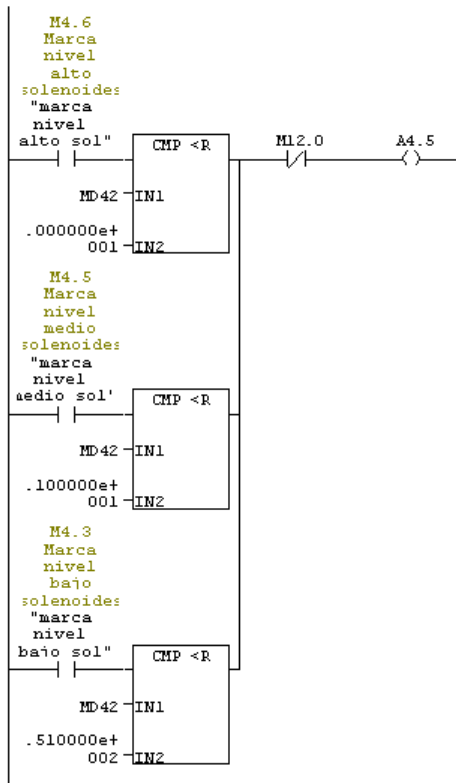 M4.6
Marca
nivel
alto
solenoides
"marca
nivel
alto sol"
CMP <R
M12.0
A4.5
MD42
IN1
.000000e+
001
IN2
M4.5
Marca
nivel
medio
solenoides
"marca
nivel
medio sol'
CMP <R
MD42
IN1
.100000e+
001
IN2
M4.3
Marca
nivel
bajo
solenoides
"marca
nivel
bajo sol"
CMP <R
MD42
IN1
.510000e+
002
IN2